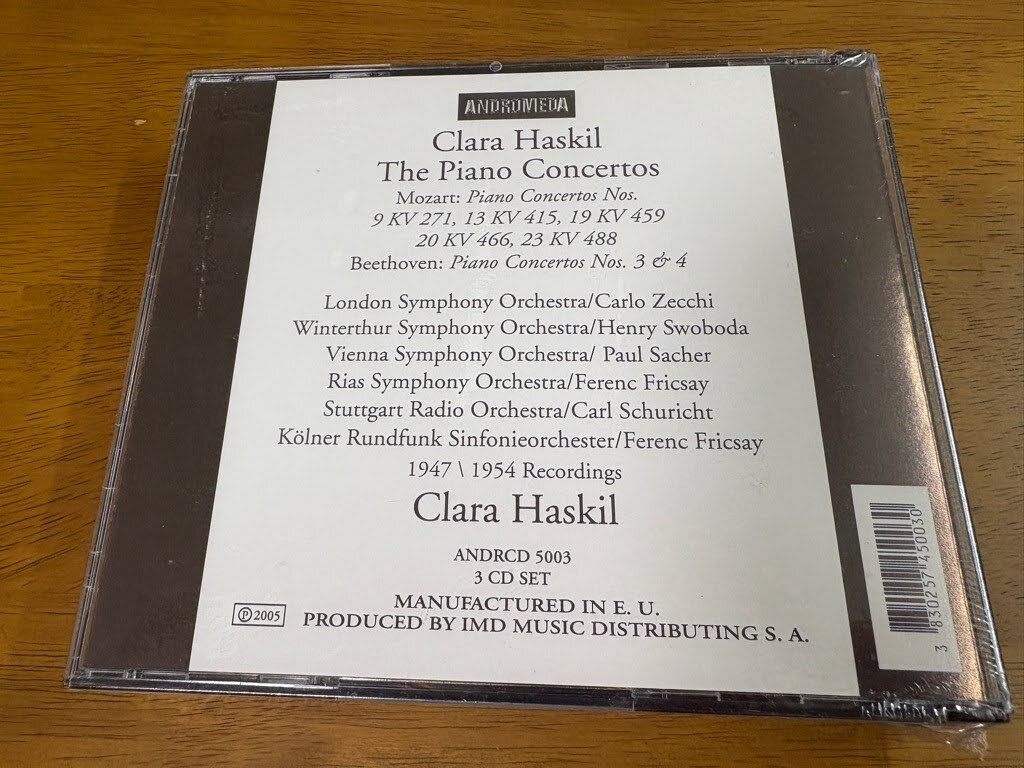 ANDROMEDA
Clara Haskil
The Piano Concertos
Mozart: Piano Concertos Nos.
9 KV 271, 13 KV 415, 19 KV 459
20 KV 466, 23 KV 488
Beethoven: Piano Concertos Nos. 3 & 4
London Symphony Orchestra/Carlo Zecchi
Winterthur Symphony Orchestra/Henry Swoboda
Vienna Symphony Orchestra/ Paul Sacher
Rias Symphony Orchestra/Ferenc Fricsay
Stuttgart Radio Orchestra/Carl Schuricht
Kölner Rundfunk Sinfonieorchester/Ferenc Fricsay
1947 \ 1954 Recordings
Clara Haskil
ANDRCD 5003
3 CD SET
MANUFACTURED IN E. U.
℗ 2005
PRODUCED BY IMD MUSIC DISTRIBUTING S. A.
3 830257 450030